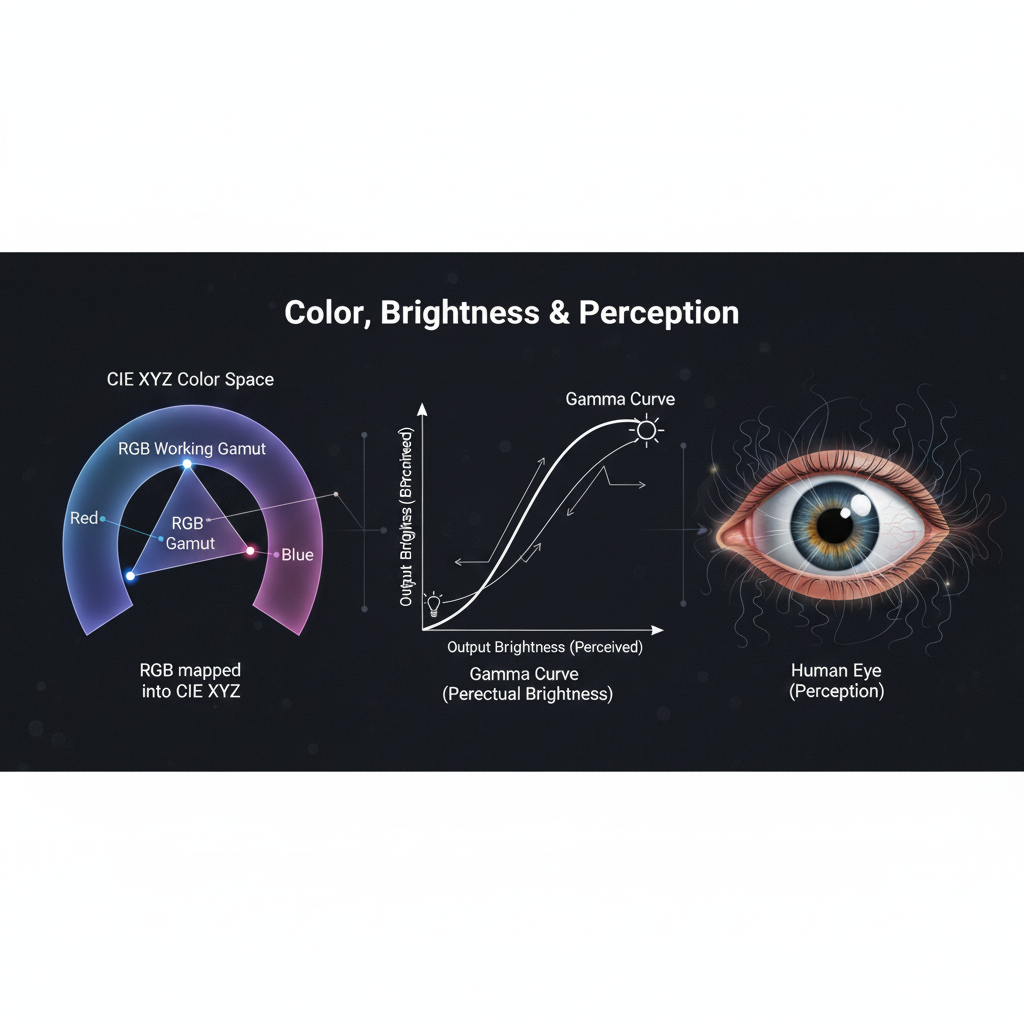 Color, Brightness & Perception
CIE XYZ Color Space
RGB Working Gamut
Red
RGB
Gamut
Blue
RGB mapped
into CIE XYZ
Gamma Curve
Output
Output Brightness (Perceived)
Gamma Curve
(Perectual Brightness)
Human Eye
(Perception)